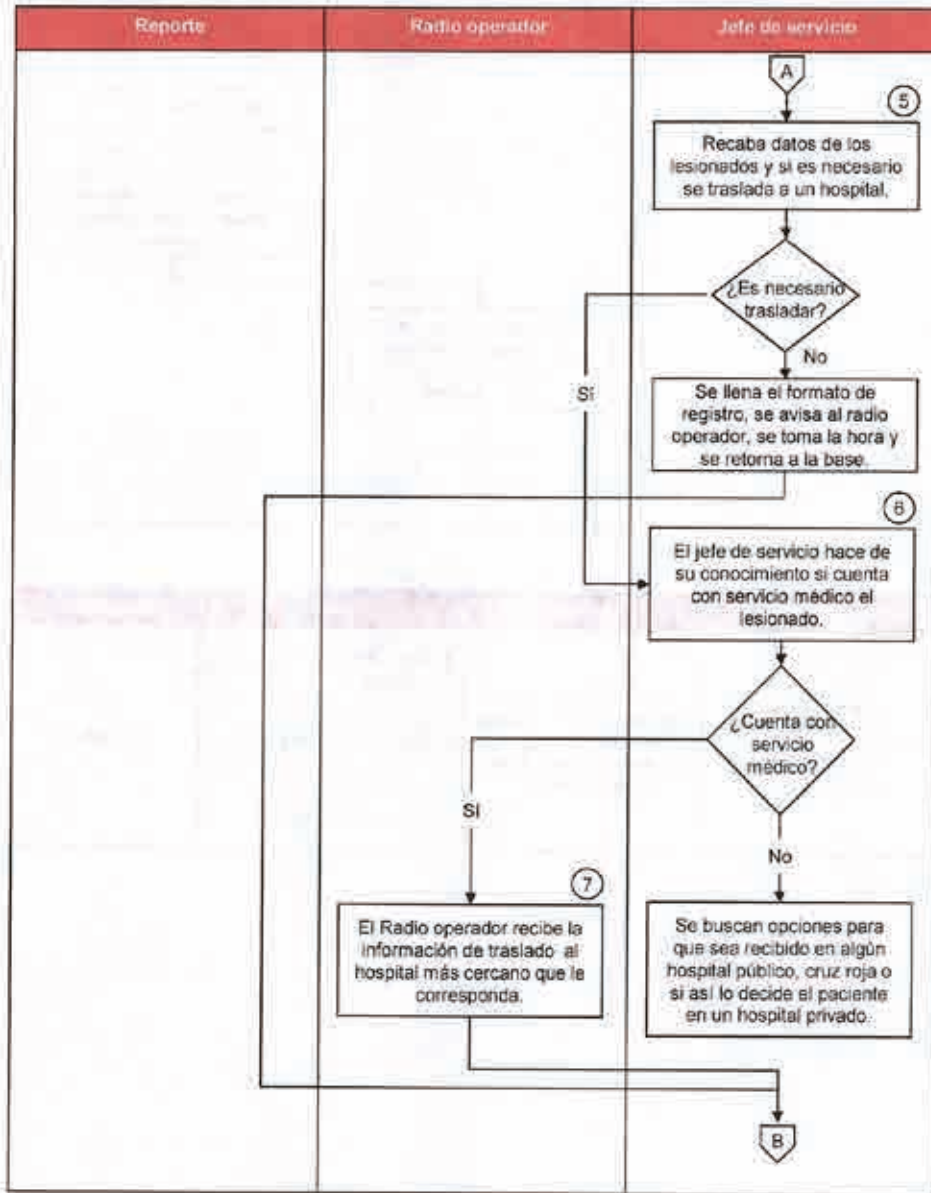 Reporte
Radio operador
Jefe de servicio
A
5
Recaba datos de los
lesionados y si es necesario
se traslada a un hospital.
¿Es necesario
trasladar?
Sí
No
Se llena el formato de
registro, se avisa al radio
operador, se toma la hora y
se retorna a la base.
6
El jefe de servicio hace de
su conocimiento si cuenta
con servicio médico el
lesionado.
¿Cuenta con
servicio
médico?
Sí
No
7
El Radio operador recibe la
información de traslado al
hospital más cercano que le
corresponda.
Se buscan opciones para
que sea recibido en algún
hospital público, cruz roja o
si así lo decide el paciente
en un hospital privado.
B